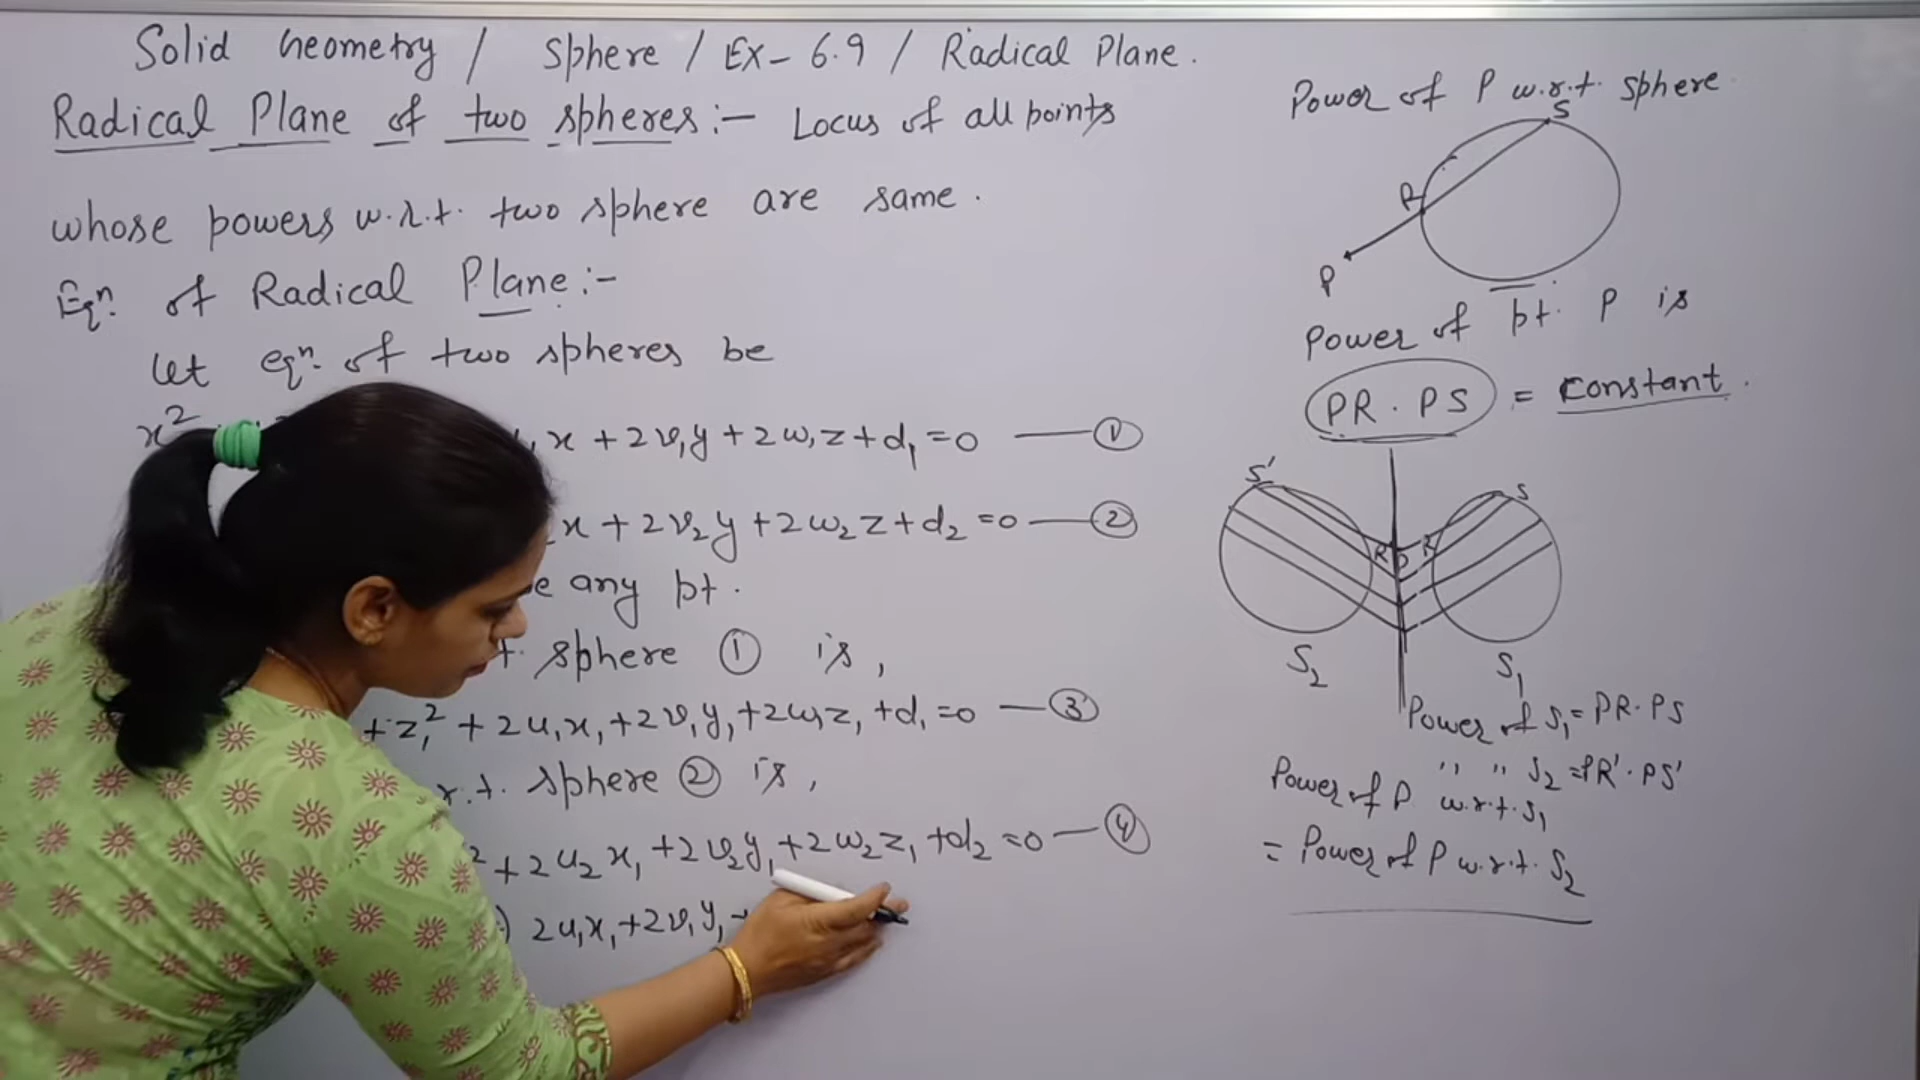 Solid Geometry / Sphere / EX- 6.9 / Radical Plane.
Radical Plane of two spheres :- Locus of all points
whose powers w.r.t. two sphere are same.
Eqⁿ. of Radical Plane :-
Let eqⁿ. of two spheres be
x² x + 2v₁y + 2w₁z + d₁ = 0 — ①
x + 2v₂y + 2w₂z + d₂ = 0 — ②
any pt.
sphere ① is,
+ z₁² + 2u₁x₁ + 2v₁y₁ + 2w₁z₁ + d₁ = 0 — ③
r.t. sphere ② is,
² + 2u₂x₁ + 2v₂y₁ + 2w₂z₁ + d₂ = 0 — ④
) 2u₁x₁ + 2v₁y₁ +
Power of P w.r.t. sphere
S
R
P
Power of pt. P is
PR . PS = constant.
S' S
R' P R
S₂ S₁
Power of S₁ = PR . PS
" " S₂ = PR' . PS'
Power of P w.r.t. S₁
= Power of P w.r.t. S₂